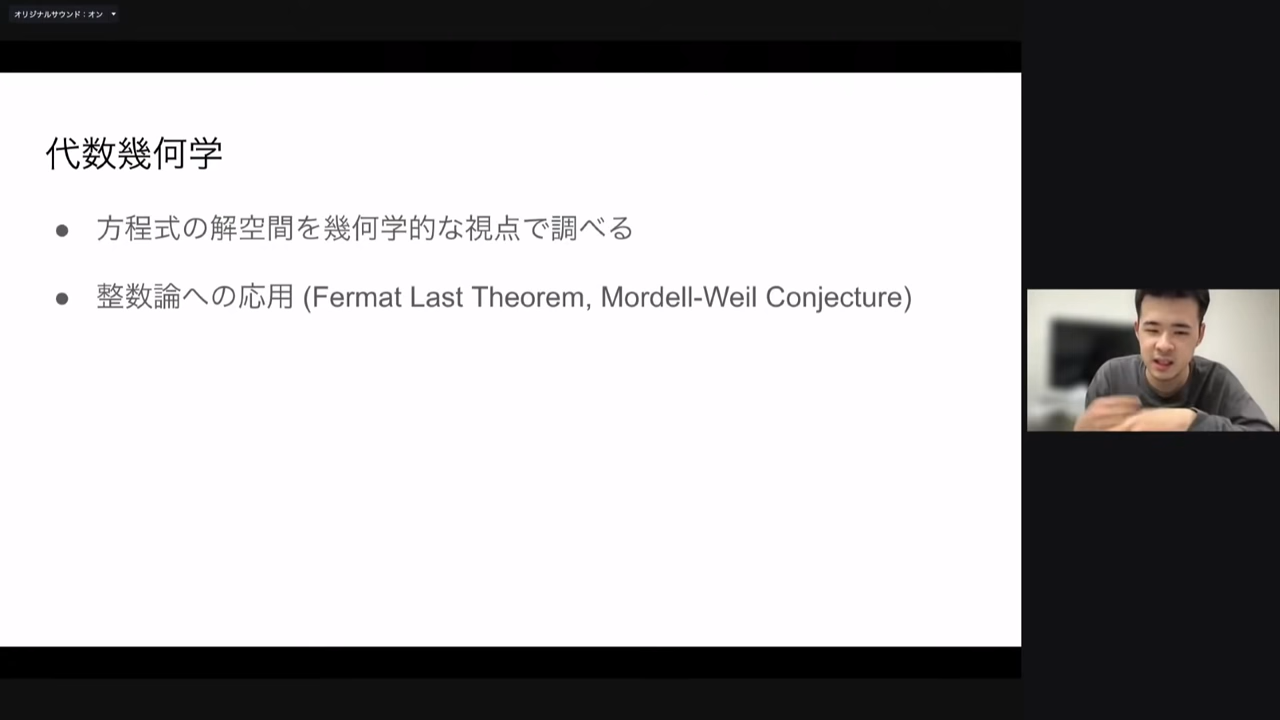 オリジナルサウンド：オン
代数幾何学
● 方程式の解空間を幾何学的な視点で調べる
● 整数論への応用 (Fermat Last Theorem, Mordell-Weil Conjecture)